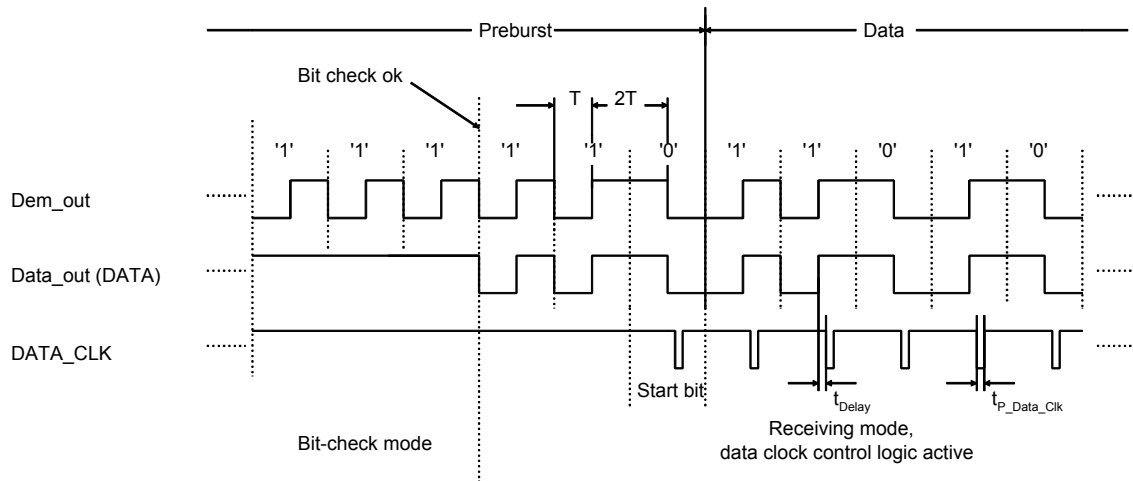 Preburst Data
Bit check ok
T 2T
'1' '1' '1' '1' '1' '0' '1' '1' '0' '1' '0'
Dem_out
Data_out (DATA)
DATA_CLK
Start bit
tDelay tP_Data_Clk
Bit-check mode
Receiving mode,
data clock control logic active